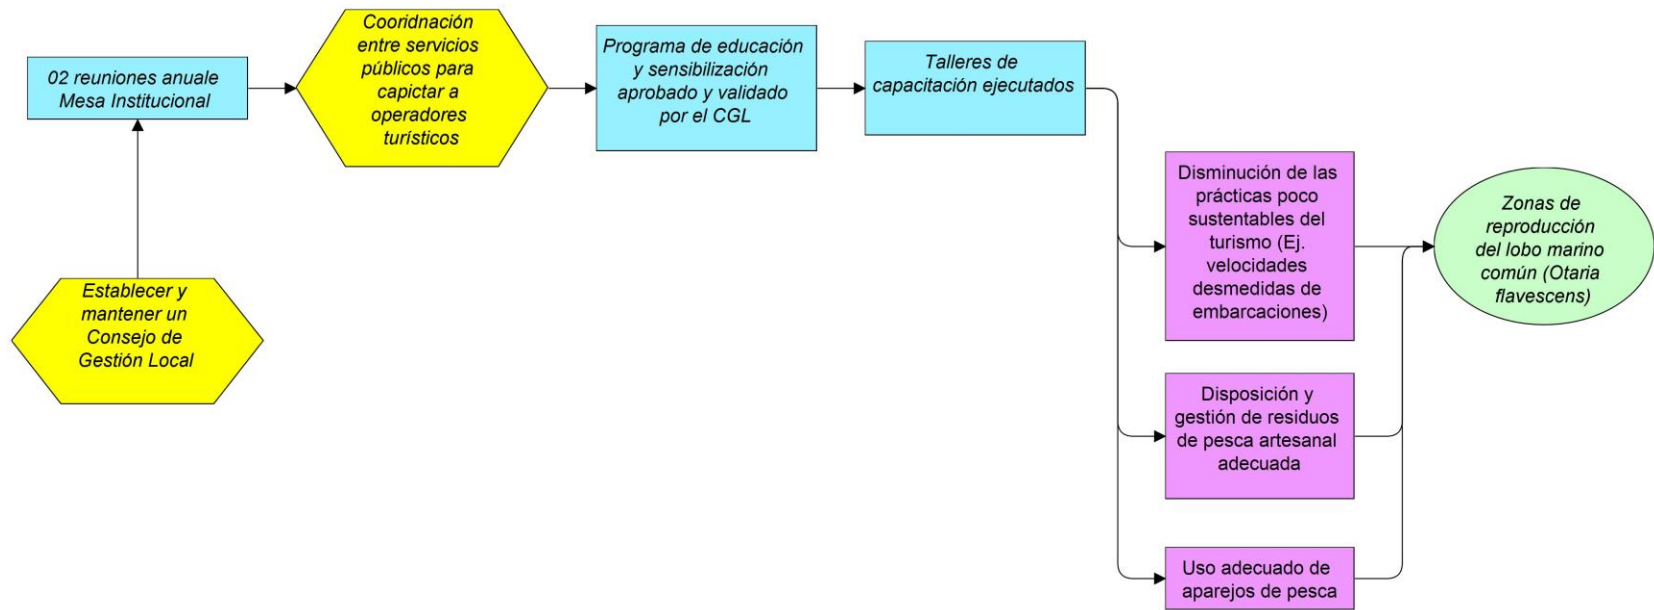 02 reuniones anuale
Mesa Institucional
Cooridnación
entre servicios
públicos para
capictar a
operadores
turísticos
Programa de educación
y sensibilización
aprobado y validado
por el CGL
Talleres de
capacitación ejecutados
Establecer y
mantener un
Consejo de
Gestión Local
Disminución de las
prácticas poco
sustentables del
turismo (Ej.
velocidades
desmedidas de
embarcaciones)
Disposición y
gestión de residuos
de pesca artesanal
adecuada
Uso adecuado de
aparejos de pesca
Zonas de
reproducción
del lobo marino
común (Otaria
flavescens)